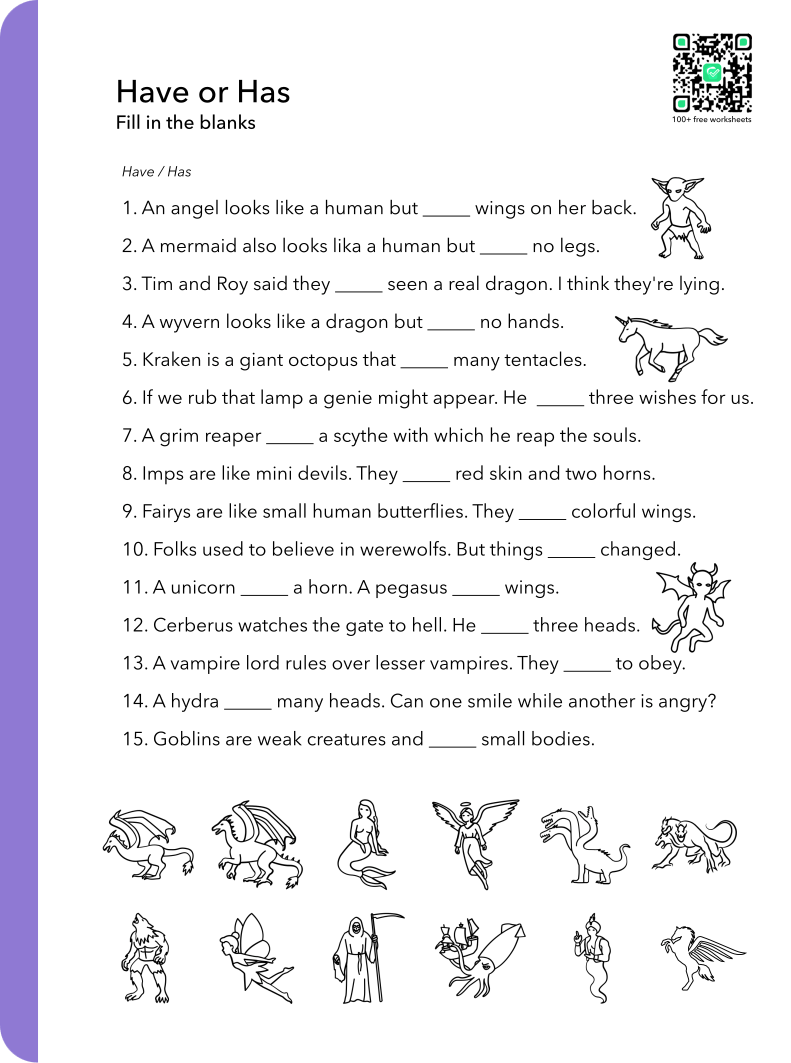 100+ free worksheets
Have or Has
Fill in the blanks
Have / Has
1. An angel looks like a human but _____ wings on her back.
2. A mermaid also looks lika a human but _____ no legs.
3. Tim and Roy said they _____ seen a real dragon. I think they're lying.
4. A wyvern looks like a dragon but _____ no hands.
5. Kraken is a giant octopus that _____ many tentacles.
6. If we rub that lamp a genie might appear. He _____ three wishes for us.
7. A grim reaper _____ a scythe with which he reap the souls.
8. Imps are like mini devils. They _____ red skin and two horns.
9. Fairys are like small human butterflies. They _____ colorful wings.
10. Folks used to believe in werewolfs. But things _____ changed.
11. A unicorn _____ a horn. A pegasus _____ wings.
12. Cerberus watches the gate to hell. He _____ three heads.
13. A vampire lord rules over lesser vampires. They _____ to obey.
14. A hydra _____ many heads. Can one smile while another is angry?
15. Goblins are weak creatures and _____ small bodies.